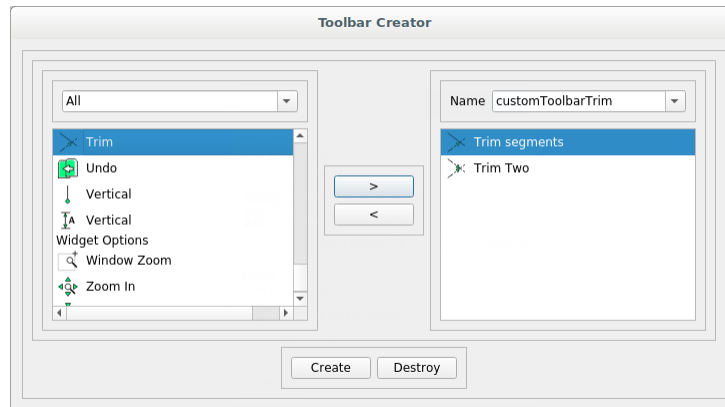 Toolbar Creator
All
Trim
Undo
Vertical
A Vertical
Widget Options
Window Zoom
Zoom In
>
<
Name customToolbarTrim
Trim segments
Trim Two
Create Destroy